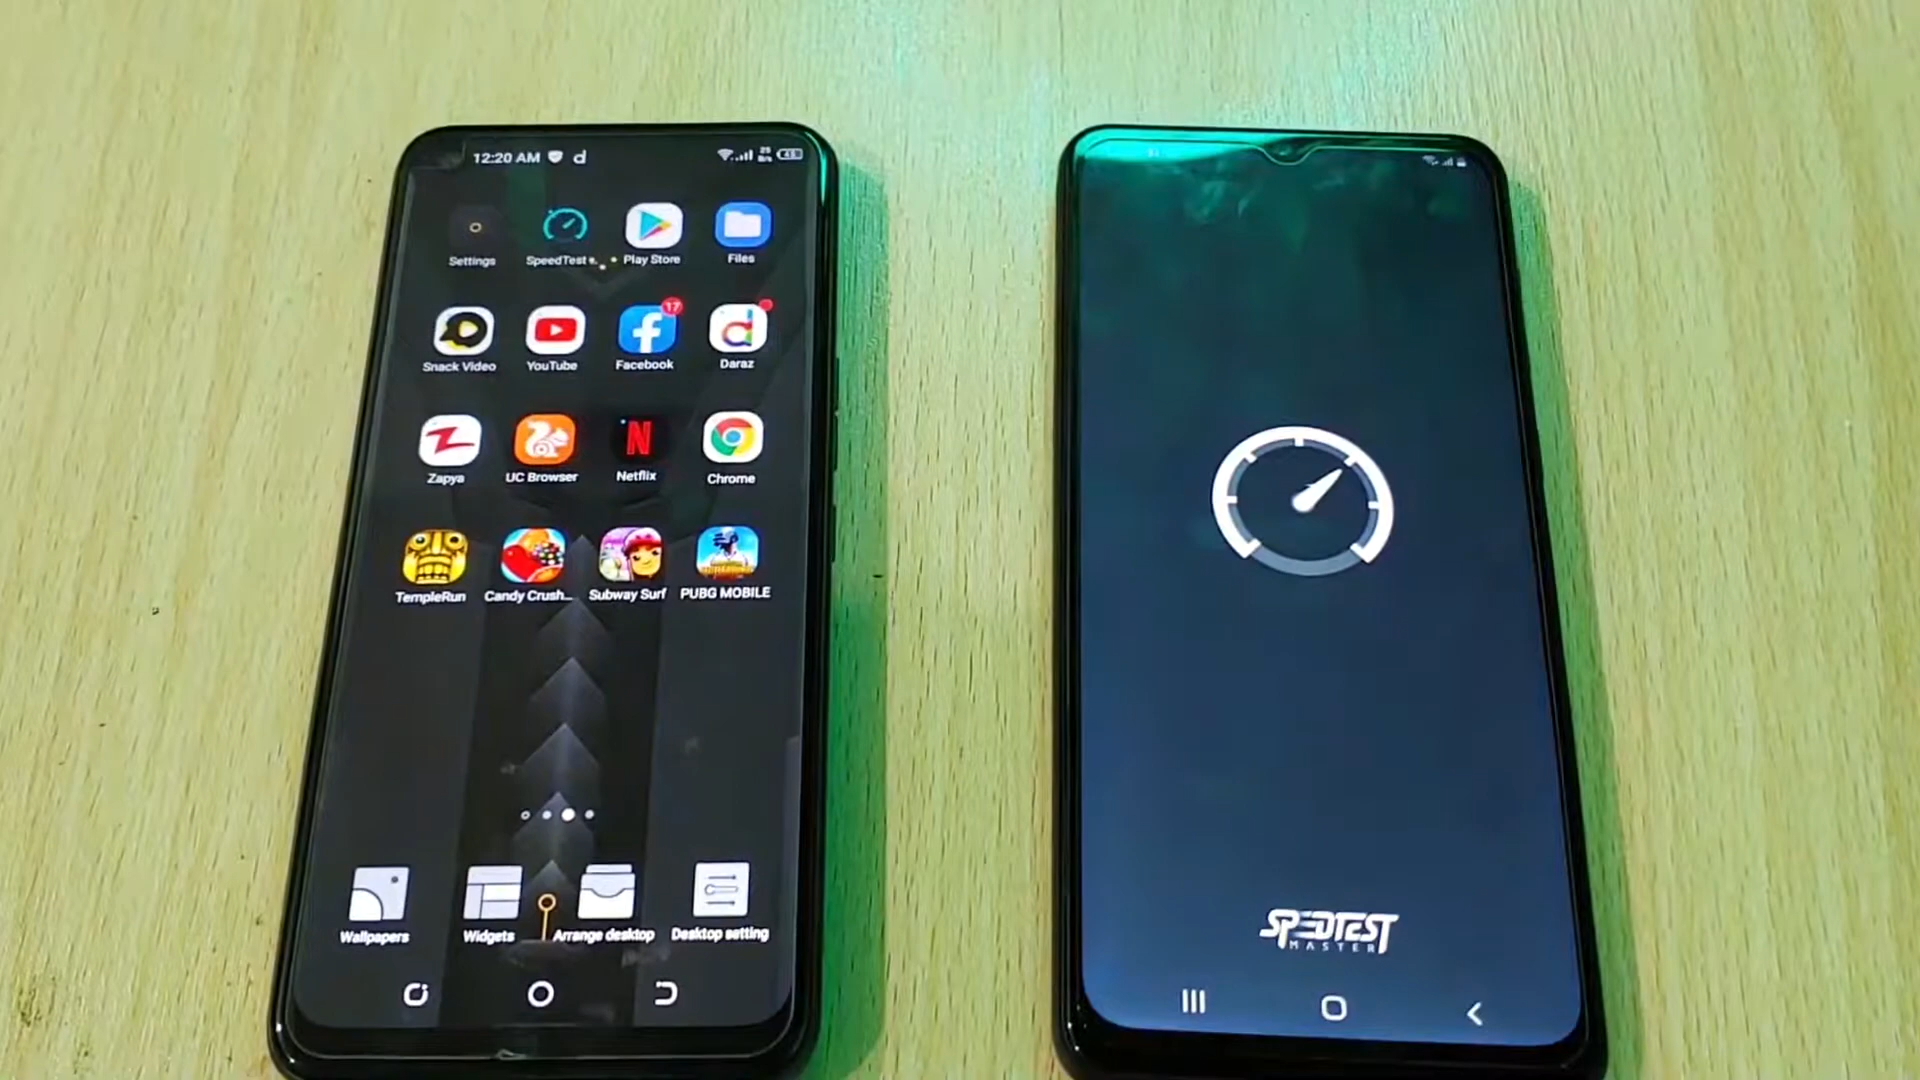 12:20 AM d 48
Settings SpeedTest Play Store Files
17
Snack Video YouTube Facebook Daraz
Zapya UC Browser Netflix Chrome
TempleRun Candy Crush... Subway Surf PUBG MOBILE
Wallpapers Widgets Arrange desktop Desktop setting
SPEEDTEST
MASTER